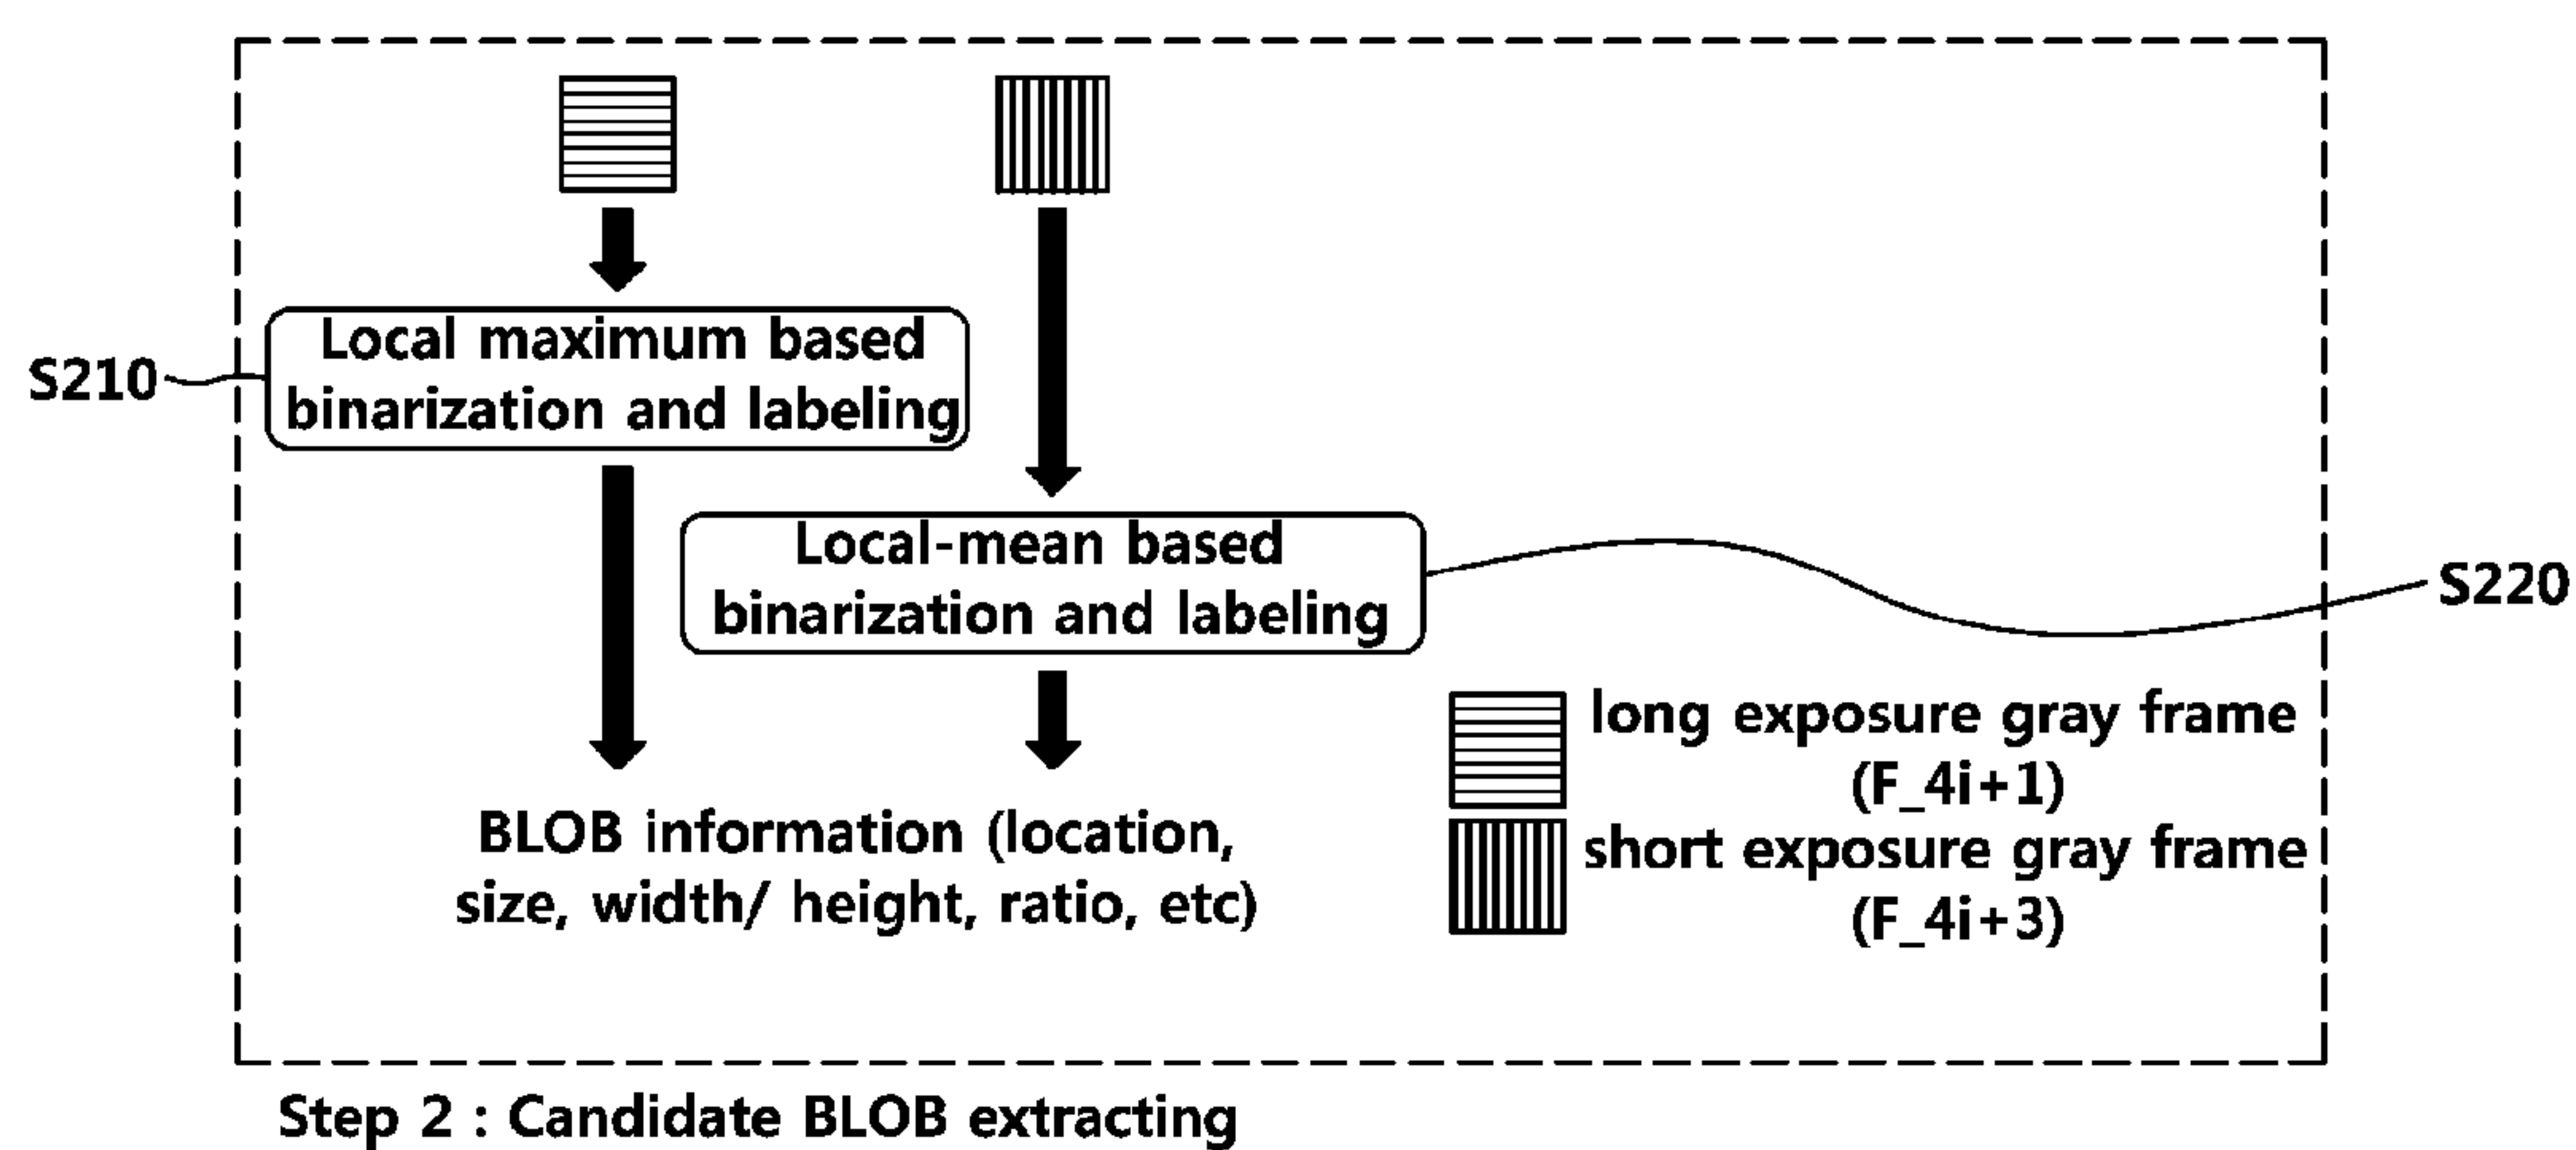 Local maximum based
binarization and labeling
S210
Local-mean based
binarization and labeling
S220
long exposure gray frame
(F_4i+1)
short exposure gray frame
(F_4i+3)
BLOB information (location,
size, width/ height, ratio, etc)
Step 2 : Candidate BLOB extracting